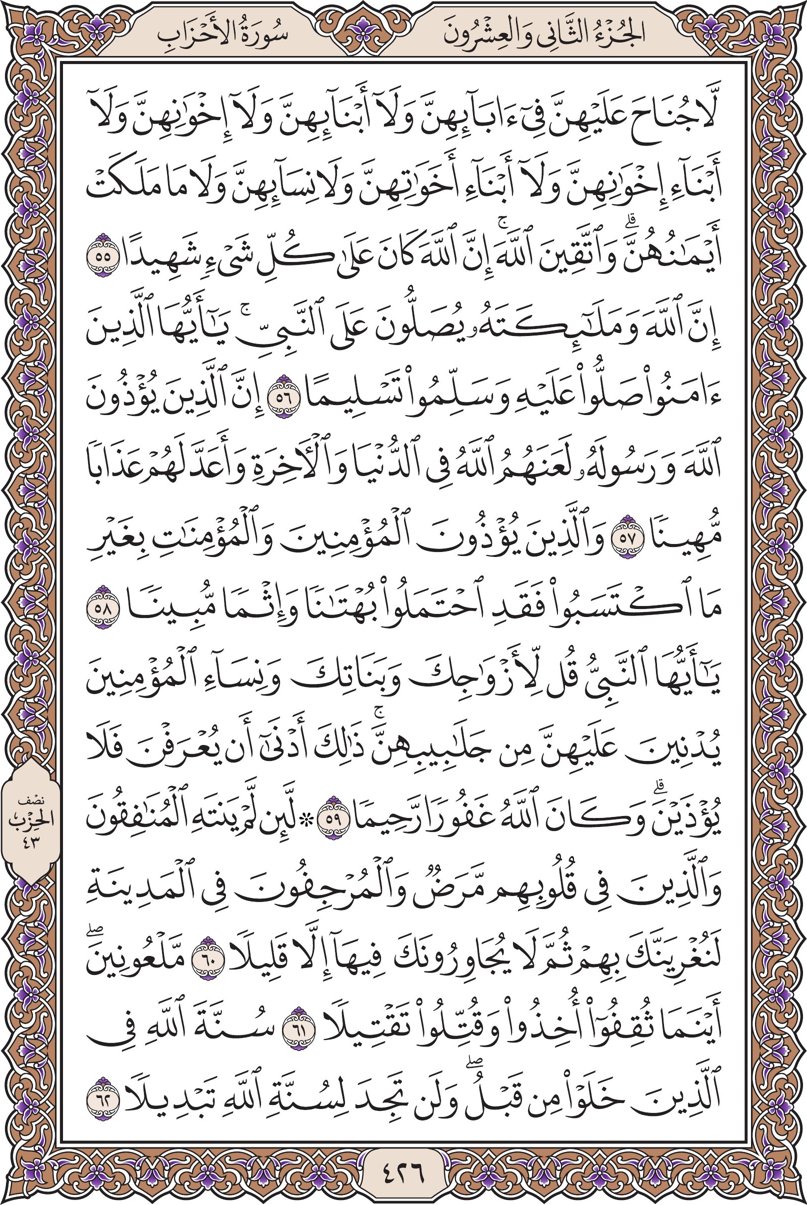 الجُزْءُ الثَّانِي وَالعِشْرُونَ
سُورَةُ الأَحْزَابِ
لَّا جُنَاحَ عَلَيْهِنَّ فِىٓ ءَابَآئِهِنَّ وَلَآ أَبْنَآئِهِنَّ وَلَآ إِخْوَٰنِهِنَّ وَلَآ
أَبْنَآءِ إِخْوَٰنِهِنَّ وَلَآ أَبْنَآءِ أَخَوَٰتِهِنَّ وَلَا نِسَآئِهِنَّ وَلَا مَا مَلَكَتْ
أَيْمَٰنُهُنَّۗ وَٱتَّقِينَ ٱللَّهَۚ إِنَّ ٱللَّهَ كَانَ عَلَىٰ كُلِّ شَىْءٍ شَهِيدًا ٥٥
إِنَّ ٱللَّهَ وَمَلَٰٓئِكَتَهُۥ يُصَلُّونَ عَلَى ٱلنَّبِىِّۚ يَٰٓأَيُّهَا ٱلَّذِينَ
ءَامَنُوا۟ صَلُّوا۟ عَلَيْهِ وَسَلِّمُوا۟ تَسْلِيمًا ٥٦ إِنَّ ٱلَّذِينَ يُؤْذُونَ
ٱللَّهَ وَرَسُولَهُۥ لَعَنَهُمُ ٱللَّهُ فِى ٱلدُّنْيَا وَٱلْءَاخِرَةِ وَأَعَدَّ لَهُمْ عَذَابًا
مُّهِينًا ٥٧ وَٱلَّذِينَ يُؤْذُونَ ٱلْمُؤْمِنِينَ وَٱلْمُؤْمِنَٰتِ بِغَيْرِ
مَا ٱكْتَسَبُوا۟ فَقَدِ ٱحْتَمَلُوا۟ بُهْتَٰنًا وَإِثْمًا مُّبِينًا ٥٨
يَٰٓأَيُّهَا ٱلنَّبِىُّ قُل لِّأَزْوَٰجِكَ وَبَنَاتِكَ وَنِسَآءِ ٱلْمُؤْمِنِينَ
يُدْنِينَ عَلَيْهِنَّ مِن جَلَٰبِيبِهِنَّۚ ذَٰلِكَ أَدْنَىٰٓ أَن يُعْرَفْنَ فَلَا
يُؤْذَيْنَۗ وَكَانَ ٱللَّهُ غَفُورًا رَّحِيمًا ٥٩ ۞ لَّئِن لَّمْ يَنتَهِ ٱلْمُنَٰفِقُونَ
نصْف
الحِزْب
٤٣
وَٱلَّذِينَ فِى قُلُوبِهِم مَّرَضٌ وَٱلْمُرْجِفُونَ فِى ٱلْمَدِينَةِ
لَنُغْرِيَنَّكَ بِهِمْ ثُمَّ لَا يُجَاوِرُونَكَ فِيهَآ إِلَّا قَلِيلًا ٦٠ مَّلْعُونِينَۖ
أَيْنَمَا ثُقِفُوٓا۟ أُخِذُوا۟ وَقُتِّلُوا۟ تَقْتِيلًا ٦١ سُنَّةَ ٱللَّهِ فِى
ٱلَّذِينَ خَلَوْا۟ مِن قَبْلُۖ وَلَن تَجِدَ لِسُنَّةِ ٱللَّهِ تَبْدِيلًا ٦٢
٤٢٦